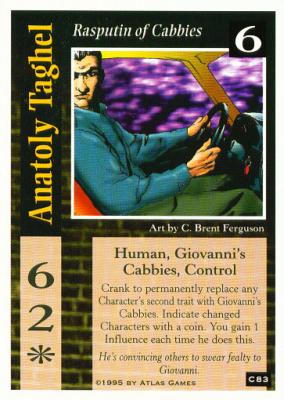 Rasputin of Cabbies
6
Anatoly Taghel
Art by C. Brent Ferguson
6
2*
Human, Giovanni's
Cabbies, Control
Crank to permanently replace any
Character's second trait with Giovanni's
Cabbies. Indicate changed
Characters with a coin. You gain 1
Influence each time he does this.
He's convincing others to swear fealty to
Giovanni.
©1995 BY ATLAS GAMES
C83